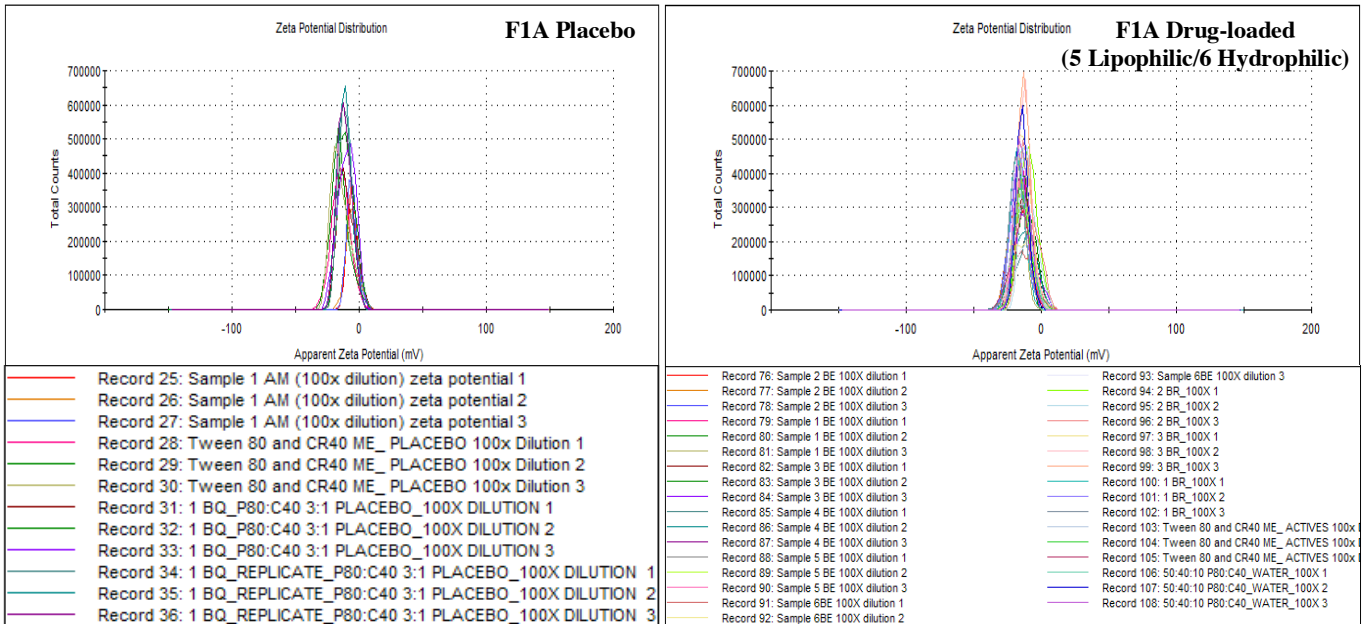 Zeta Potential Distribution
F1A Placebo
700000
600000
500000
400000
300000
200000
100000
0
Total Counts
-100
0
100
200
Apparent Zeta Potential (mV)
Record 25: Sample 1 AM (100x dilution) zeta potential 1
Record 26: Sample 1 AM (100x dilution) zeta potential 2
Record 27: Sample 1 AM (100x dilution) zeta potential 3
Record 28: Tween 80 and CR40 ME_ PLACEBO 100x Dilution 1
Record 29: Tween 80 and CR40 ME_ PLACEBO 100x Dilution 2
Record 30: Tween 80 and CR40 ME_ PLACEBO 100x Dilution 3
Record 31: 1 BQ_P80:C40 3:1 PLACEBO_100X DILUTION 1
Record 32: 1 BQ_P80:C40 3:1 PLACEBO_100X DILUTION 2
Record 33: 1 BQ_P80:C40 3:1 PLACEBO_100X DILUTION 3
Record 34: 1 BQ_REPLICATE_P80:C40 3:1 PLACEBO_100X DILUTION 1
Record 35: 1 BQ_REPLICATE_P80:C40 3:1 PLACEBO_100X DILUTION 2
Record 36: 1 BQ_REPLICATE_P80:C40 3:1 PLACEBO_100X DILUTION 3
Zeta Potential Distribution
F1A Drug-loaded
(5 Lipophilic/6 Hydrophilic)
700000
600000
500000
400000
300000
200000
100000
0
Total Counts
-200
-100
0
100
200
Apparent Zeta Potential (mV)
Record 76: Sample 2 BE 100X dilution 1
Record 77: Sample 2 BE 100X dilution 2
Record 78: Sample 2 BE 100X dilution 3
Record 79: Sample 1 BE 100X dilution 1
Record 80: Sample 1 BE 100X dilution 2
Record 81: Sample 1 BE 100X dilution 3
Record 82: Sample 3 BE 100X dilution 1
Record 83: Sample 3 BE 100X dilution 2
Record 84: Sample 3 BE 100X dilution 3
Record 85: Sample 4 BE 100X dilution 1
Record 86: Sample 4 BE 100X dilution 2
Record 87: Sample 4 BE 100X dilution 3
Record 88: Sample 5 BE 100X dilution 1
Record 89: Sample 5 BE 100X dilution 2
Record 90: Sample 5 BE 100X dilution 3
Record 91: Sample 6BE 100X dilution 1
Record 92: Sample 6BE 100X dilution 2
Record 93: Sample 6BE 100X dilution 3
Record 94: 2 BR_100X 1
Record 95: 2 BR_100X 2
Record 96: 2 BR_100X 3
Record 97: 3 BR_100X 1
Record 98: 3 BR_100X 2
Record 99: 3 BR_100X 3
Record 100: 1 BR_100X 1
Record 101: 1 BR_100X 2
Record 102: 1 BR_100X 3
Record 103: Tween 80 and CR40 ME_ ACTIVES 100x
Record 104: Tween 80 and CR40 ME_ ACTIVES 100x
Record 105: Tween 80 and CR40 ME_ ACTIVES 100x
Record 106: 50:40:10 P80:C40_WATER_100X 1
Record 107: 50:40:10 P80:C40_WATER_100X 2
Record 108: 50:40:10 P80:C40_WATER_100X 3